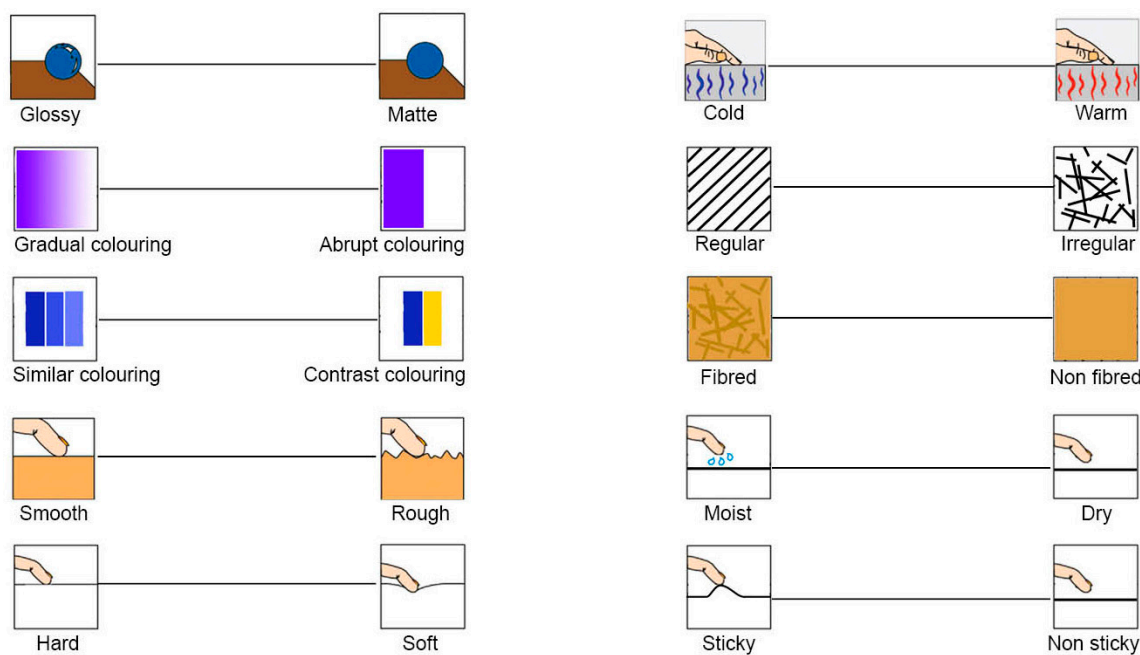 Glossy
Matte
Gradual colouring
Abrupt colouring
Similar colouring
Contrast colouring
Smooth
Rough
Hard
Soft
Cold
Warm
Regular
Irregular
Fibred
Non fibred
Moist
Dry
Sticky
Non sticky